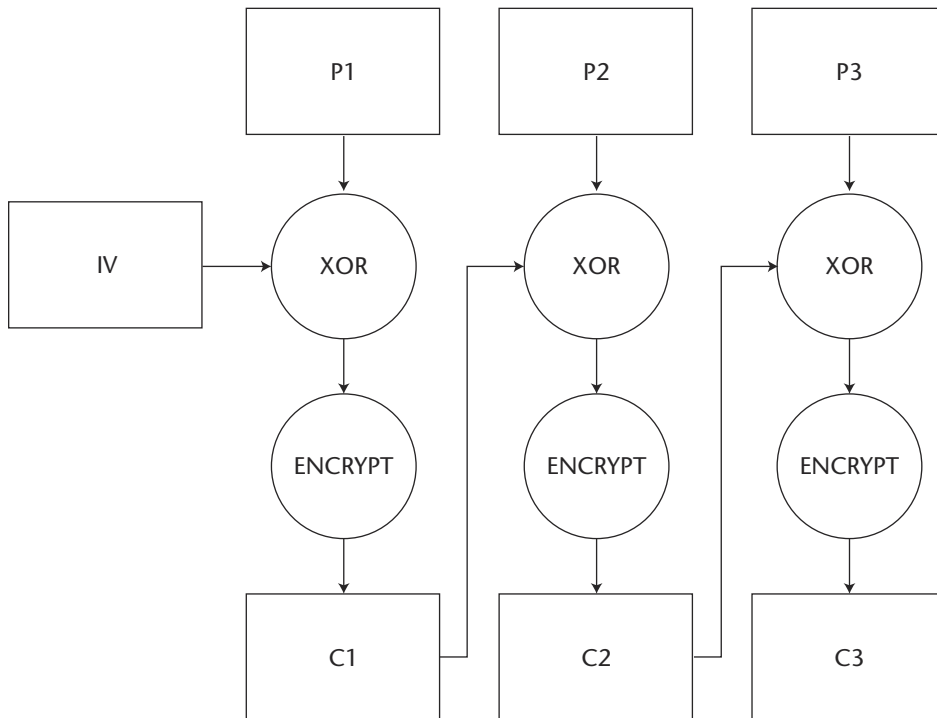 P1
P2
P3
IV
XOR
XOR
XOR
ENCRYPT
ENCRYPT
ENCRYPT
C1
C2
C3